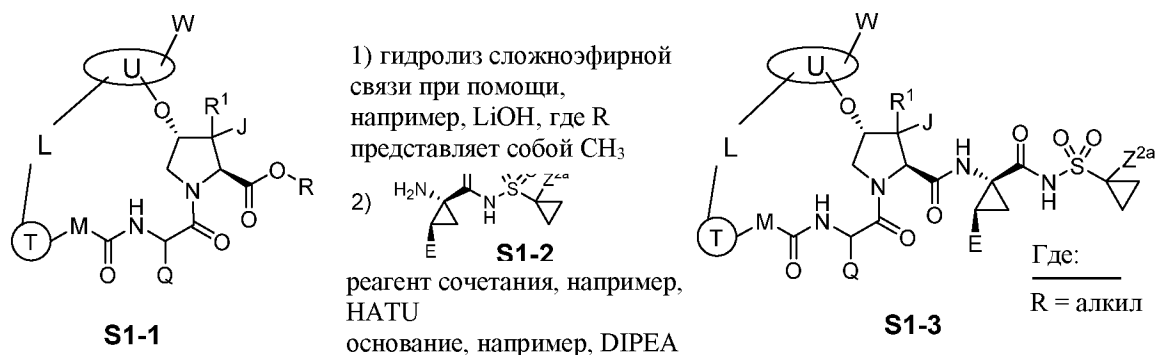 W
U
O
R¹
J
L
N
O
R
O
T
M
H
N
O
O
Q
S1-1
1) гидролиз сложноэфирной
связи при помощи,
например, LiOH, где R
представляет собой CH₃
2)
H₂N
N
H
S
Z²ᵃ
E
S1-2
реагент сочетания, например,
HATU
основание, например, DIPEA
W
U
O
R¹
J
L
H
N
O
O O
S
Z²ᵃ
N
H
N
O
E
T
M
H
N
O
O
Q
S1-3
Где:
R = алкил